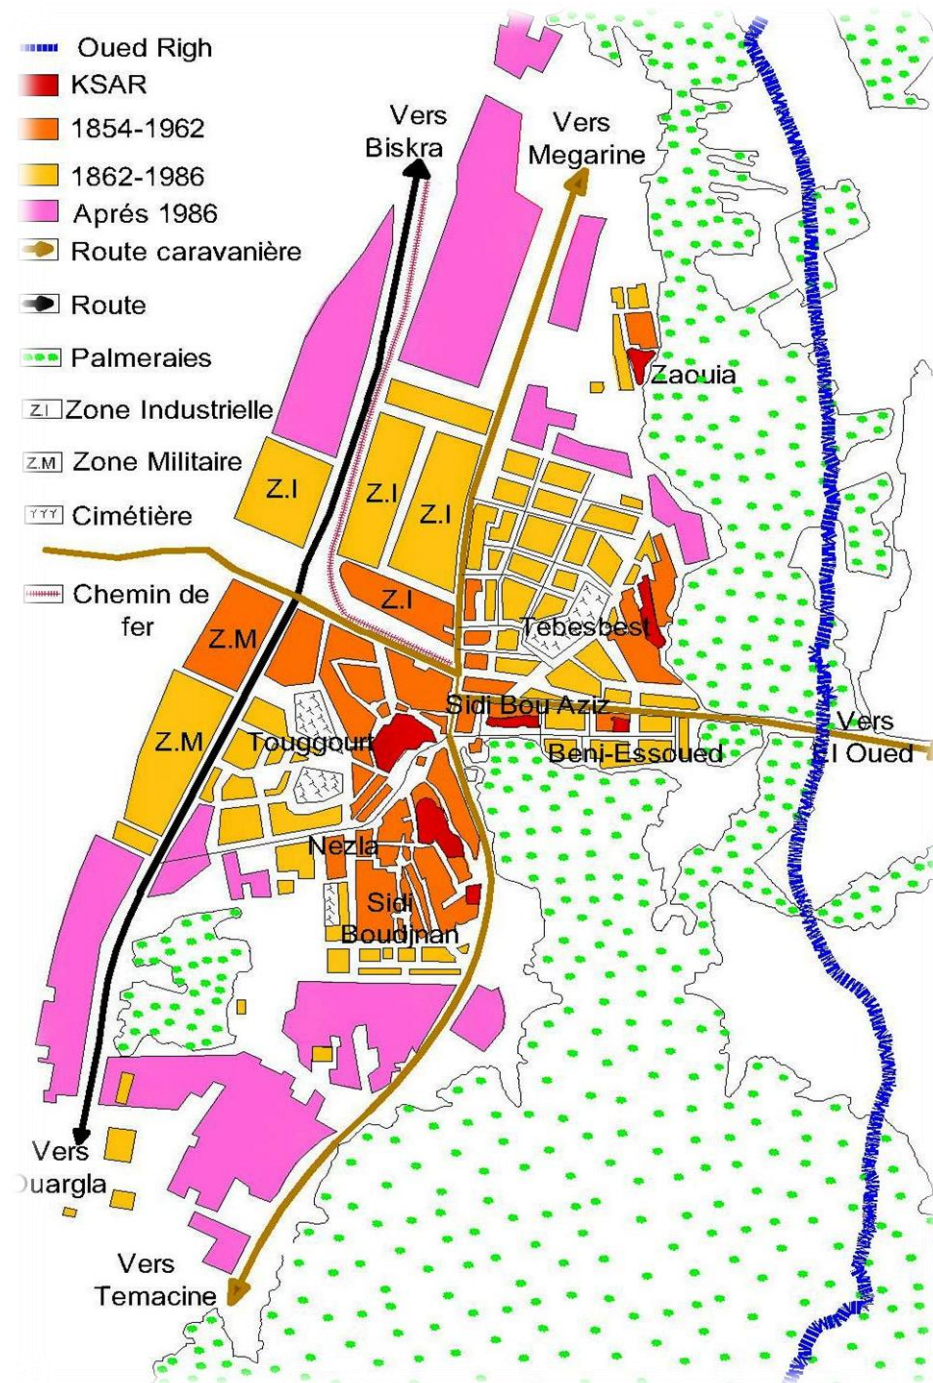 Oued Righ
KSAR
1854-1962
1862-1986
Aprés 1986
Route caravanière
Route
Palmeraies
Z.I Zone Industrielle
Z.M Zone Militaire
Cimétière
Chemin de
fer
Vers
Biskra
Vers
Megarine
Zaouia
Z.I
Z.I
Z.I
Z.I
Tebesbest
Z.M
Z.M
Sidi Bou Aziz
Touggourt
Beni-Essoued
Vers
El Oued
Nezla
Sidi
Boudjnan
Vers
Ouargla
Vers
Temacine